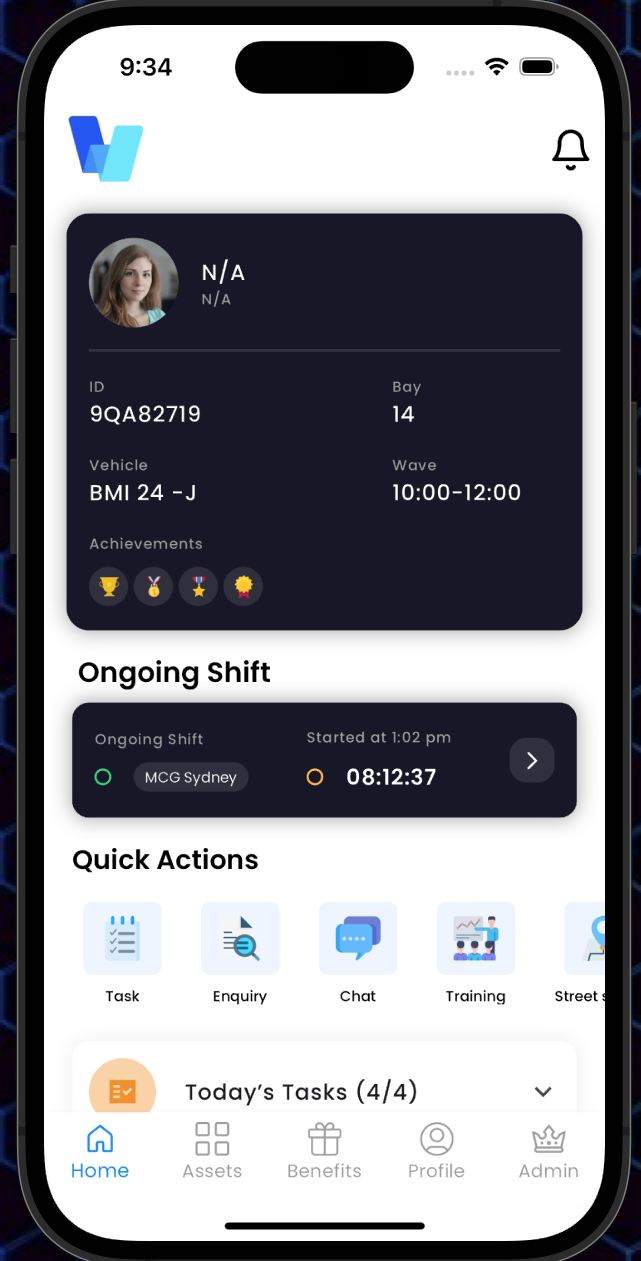 9:34
N/A
N/A
ID
Bay
9QA82719
14
Vehicle
Wave
BMI 24 -J
10:00-12:00
Achievements
Ongoing Shift
Ongoing Shift
Started at 1:02 pm
MCG Sydney
08:12:37
Quick Actions
Task
Enquiry
Chat
Training
Street s
Today's Tasks (4/4)
Home
Assets
Benefits
Profile
Admin